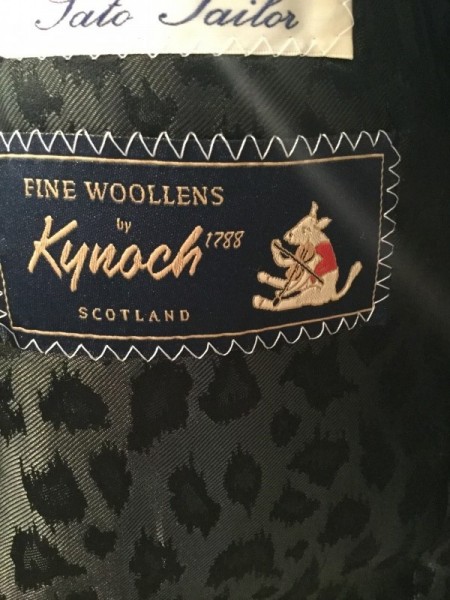 Sato Tailor
FINE WOOLLENS
by
Kynoch 1788
SCOTLAND